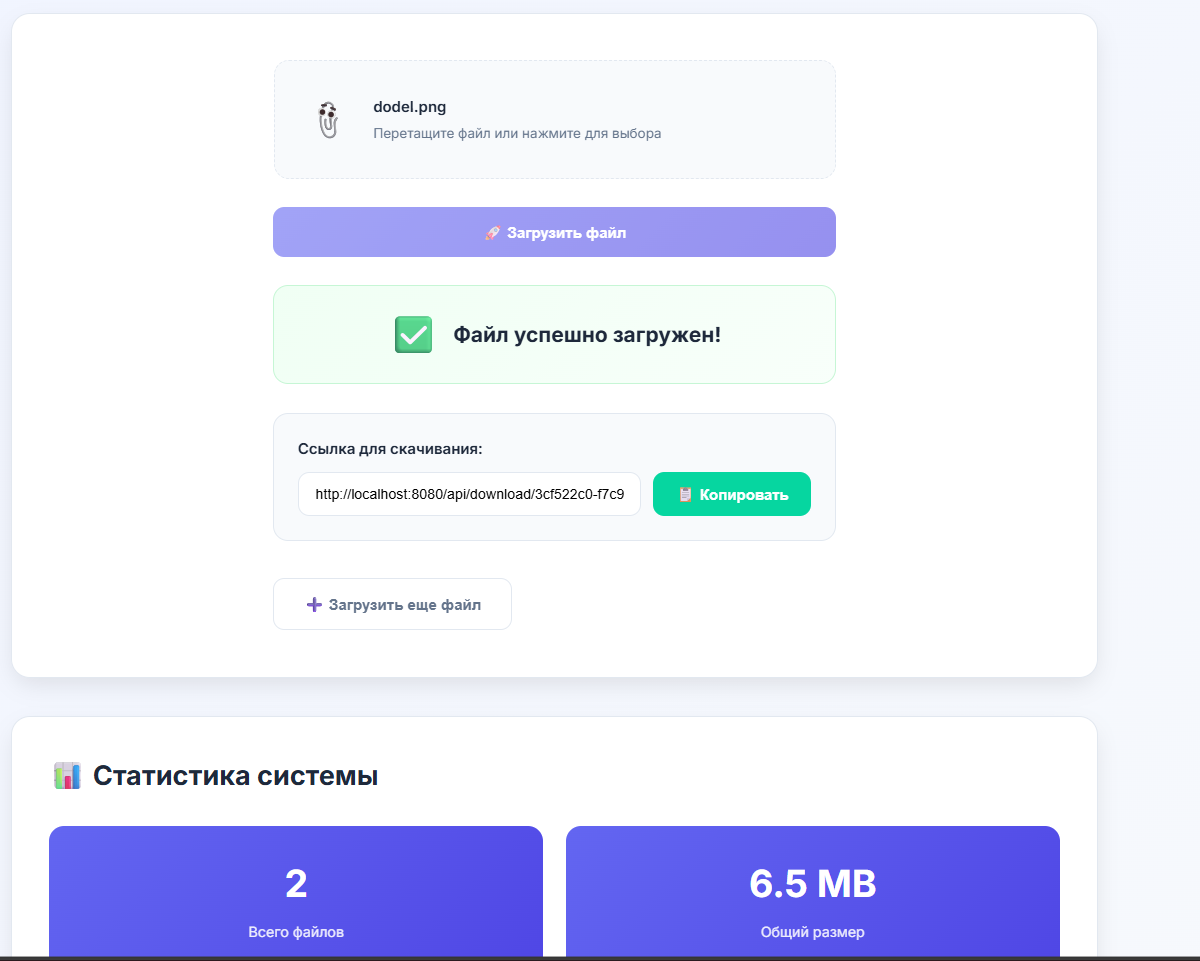 dodel.png
Перетащите файл или нажмите для выбора
🚀 Загрузить файл
✅ Файл успешно загружен!
Ссылка для скачивания:
http://localhost:8080/api/download/3cf522c0-f7c9
📋 Копировать
➕ Загрузить еще файл
📊 Статистика системы
2
Всего файлов
6.5 MB
Общий размер